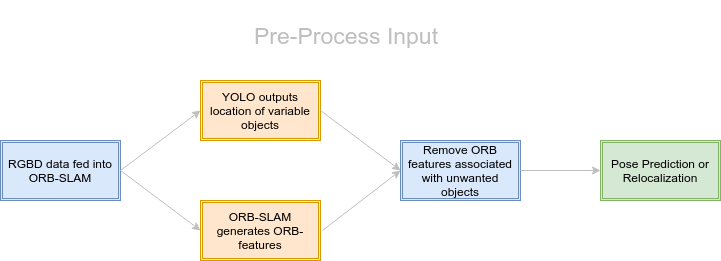 Pre-Process Input
YOLO outputs
location of variable
objects
RGBD data fed into
ORB-SLAM
Remove ORB
features associated
with unwanted
objects
Pose Prediction or
Relocalization
ORB-SLAM
generates ORB-
features